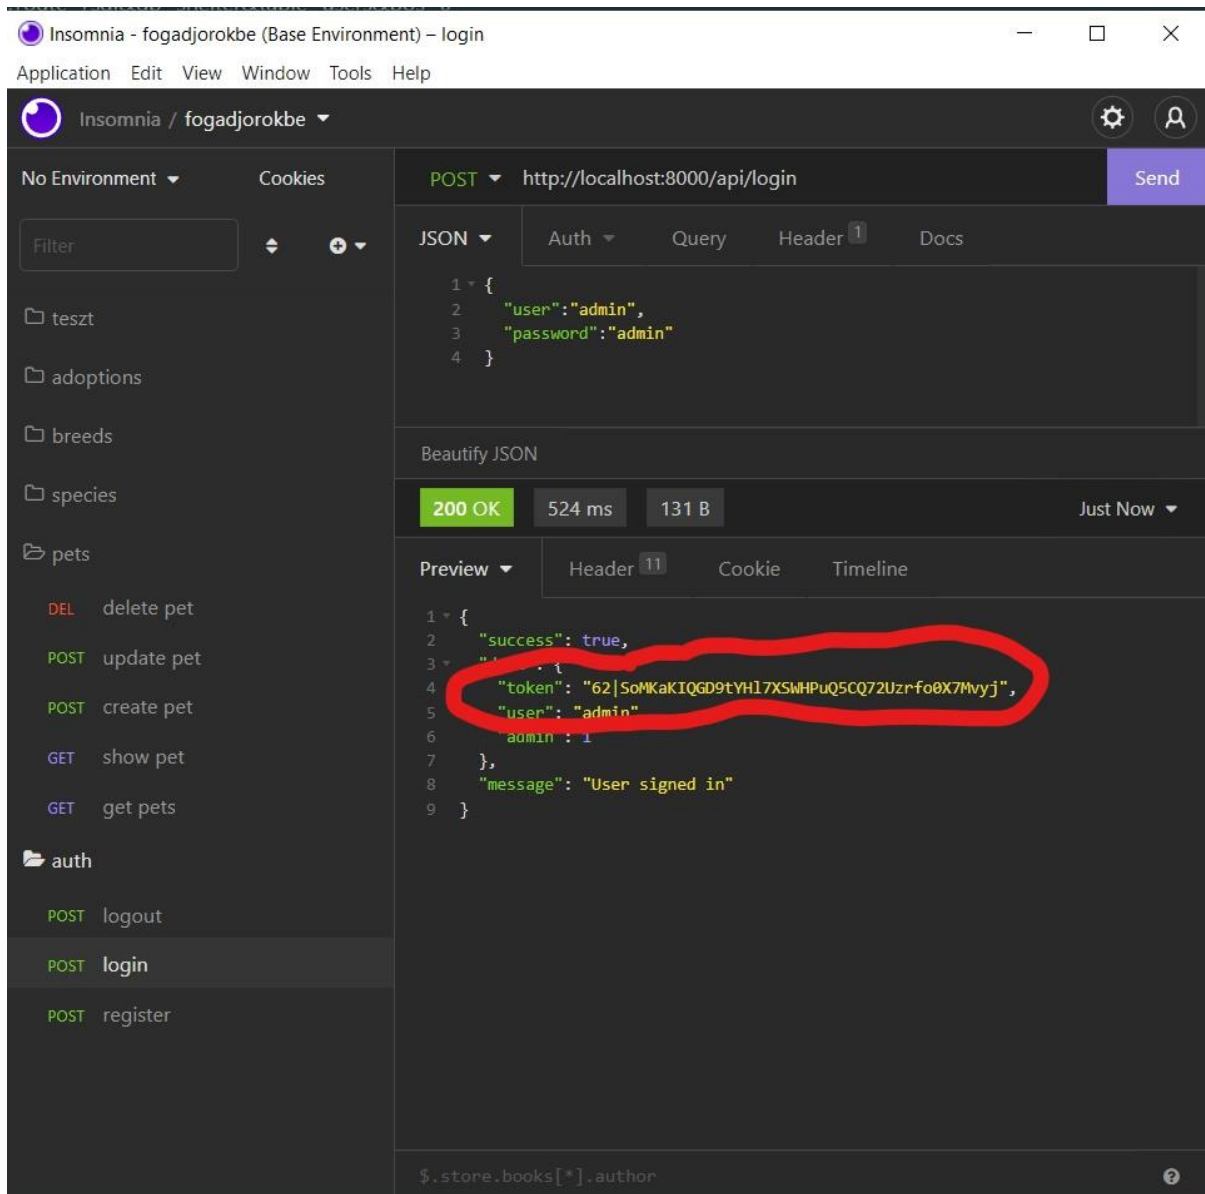 Insomnia - fogadjorokbe (Base Environment) – login
Application Edit View Window Tools Help
Insomnia / fogadjorokbe
No Environment Cookies
Filter
teszt
adoptions
breeds
species
pets
DEL delete pet
POST update pet
POST create pet
GET show pet
GET get pets
auth
POST logout
POST login
POST register
POST http://localhost:8000/api/login Send
JSON Auth Query Header 1 Docs
1 {
2 "user":"admin",
3 "password":"admin"
4 }
Beautify JSON
200 OK 524 ms 131 B Just Now
Preview Header 11 Cookie Timeline
1 {
2 "success": true,
3 : {
4 "token": "62|SoMKaKIQGD9tYHl7XSWHPuQ5CQ72Uzrfo0X7Mvyj",
5 "user": "admin"
6 "admin": 1
7 },
8 "message": "User signed in"
9 }
$.store.books[*].author